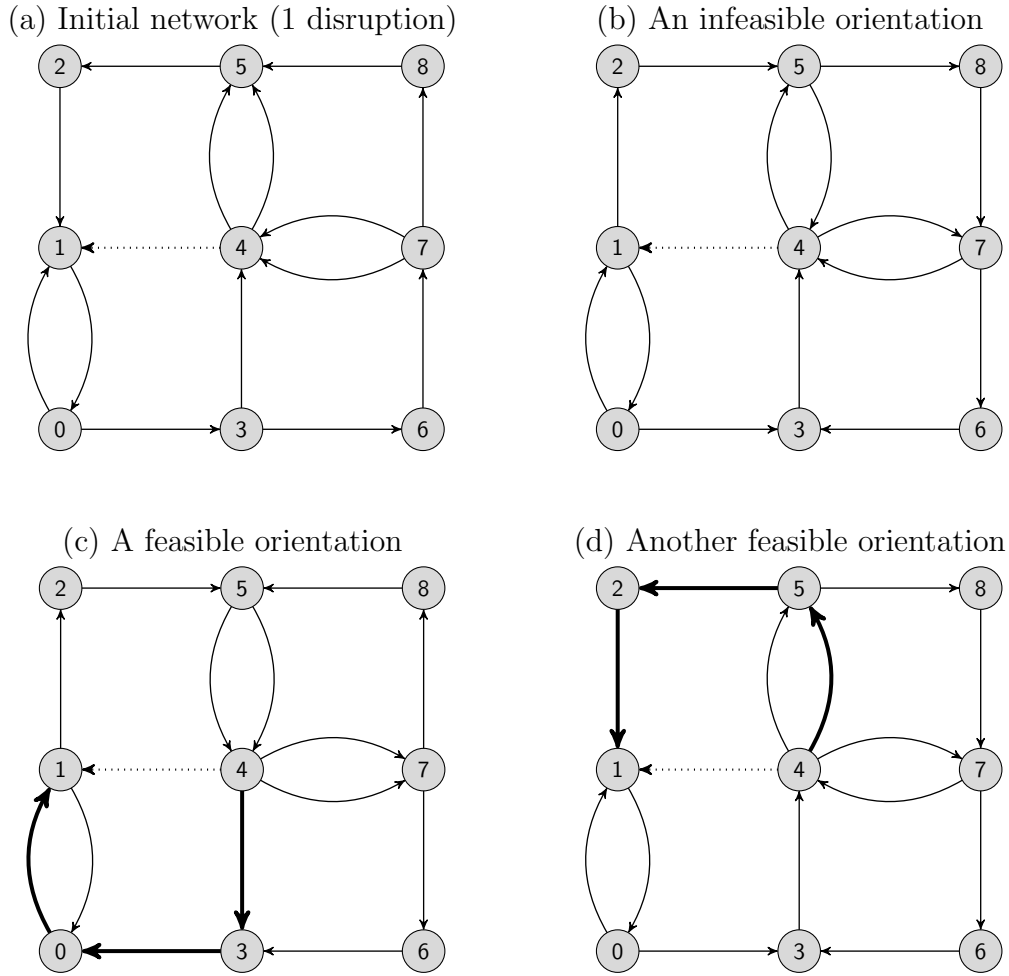 (a) Initial network (1 disruption)
2 5 8
1 4 7
0 3 6
(b) An infeasible orientation
2 5 8
1 4 7
0 3 6
(c) A feasible orientation
2 5 8
1 4 7
0 3 6
(d) Another feasible orientation
2 5 8
1 4 7
0 3 6